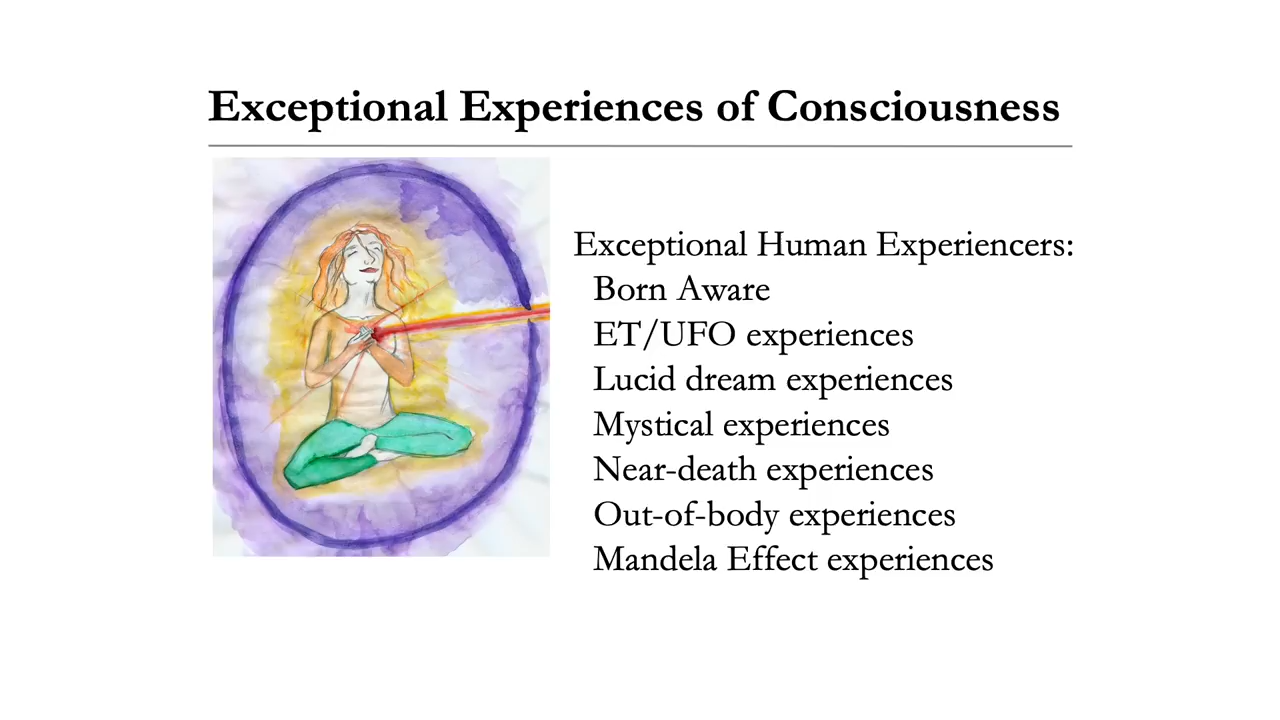 Exceptional Experiences of Consciousness
Exceptional Human Experiencers:
Born Aware
ET/UFO experiences
Lucid dream experiences
Mystical experiences
Near-death experiences
Out-of-body experiences
Mandela Effect experiences